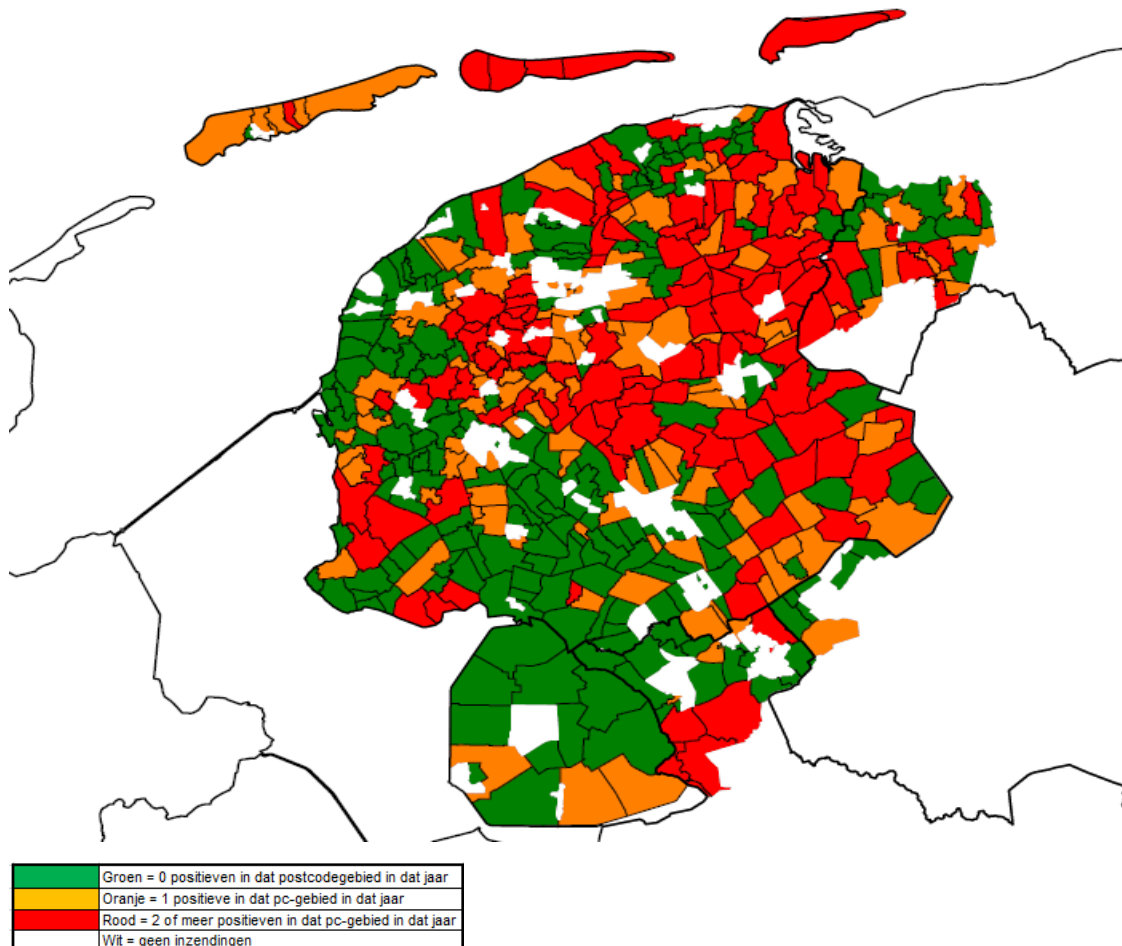 Groen = 0 positieven in dat postcodegebied in dat jaar
Oranje = 1 positieve in dat pc-gebied in dat jaar
Rood = 2 of meer positieven in dat pc-gebied in dat jaar
Wit = geen inzendingen